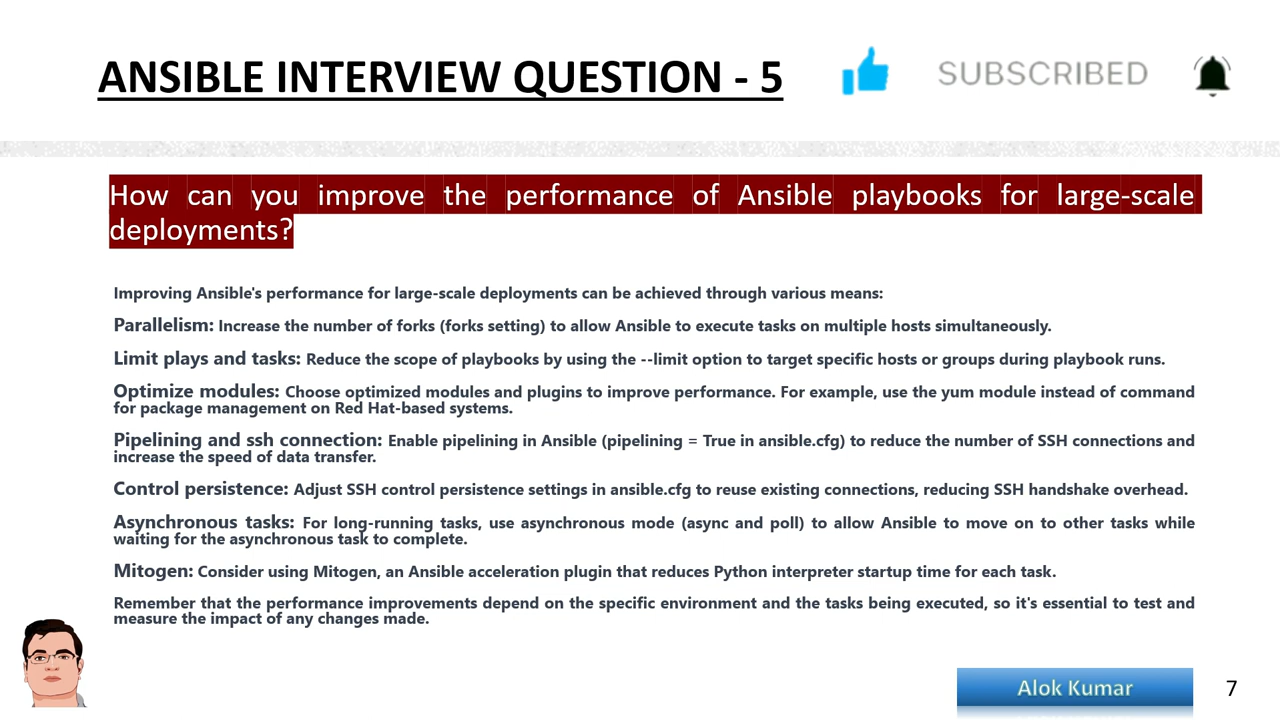 ANSIBLE INTERVIEW QUESTION - 5
SUBSCRIBED
How can you improve the performance of Ansible playbooks for large-scale
deployments?
Improving Ansible's performance for large-scale deployments can be achieved through various means:
Parallelism: Increase the number of forks (forks setting) to allow Ansible to execute tasks on multiple hosts simultaneously.
Limit plays and tasks: Reduce the scope of playbooks by using the --limit option to target specific hosts or groups during playbook runs.
Optimize modules: Choose optimized modules and plugins to improve performance. For example, use the yum module instead of command
for package management on Red Hat-based systems.
Pipelining and ssh connection: Enable pipelining in Ansible (pipelining = True in ansible.cfg) to reduce the number of SSH connections and
increase the speed of data transfer.
Control persistence: Adjust SSH control persistence settings in ansible.cfg to reuse existing connections, reducing SSH handshake overhead.
Asynchronous tasks: For long-running tasks, use asynchronous mode (async and poll) to allow Ansible to move on to other tasks while
waiting for the asynchronous task to complete.
Mitogen: Consider using Mitogen, an Ansible acceleration plugin that reduces Python interpreter startup time for each task.
Remember that the performance improvements depend on the specific environment and the tasks being executed, so it's essential to test and
measure the impact of any changes made.
Alok Kumar
7